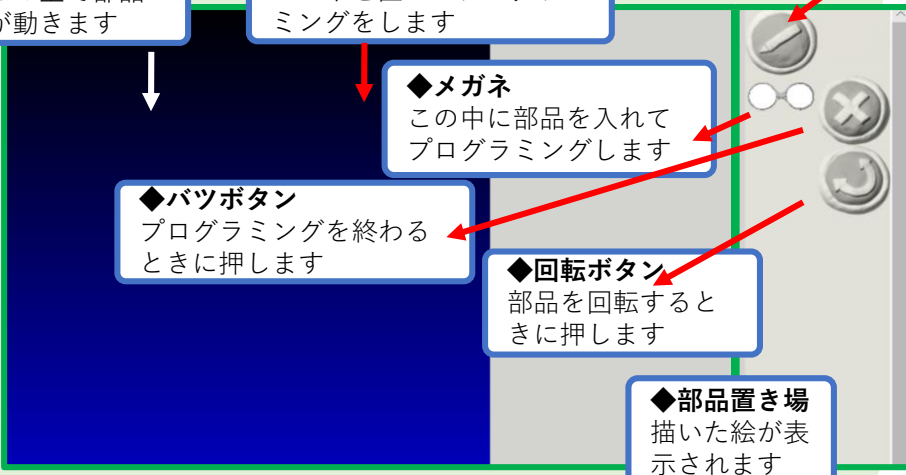 が動きます
ミングをします
◆メガネ
この中に部品を入れて
プログラミングします
◆バツボタン
プログラミングを終わる
ときに押します
◆回転ボタン
部品を回転すると
きに押します
◆部品置き場
描いた絵が表
示されます